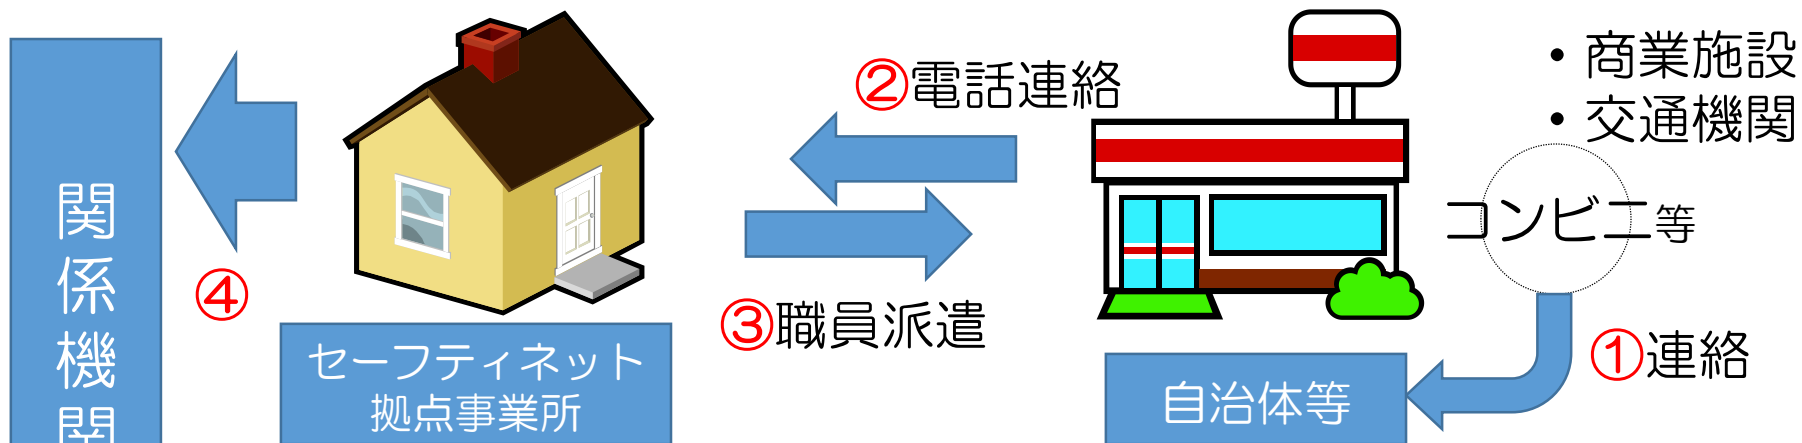 関係機関
④
セーフティネット
拠点事業所
②電話連絡
③職員派遣
・商業施設
・交通機関
コンビニ等
①連絡
自治体等